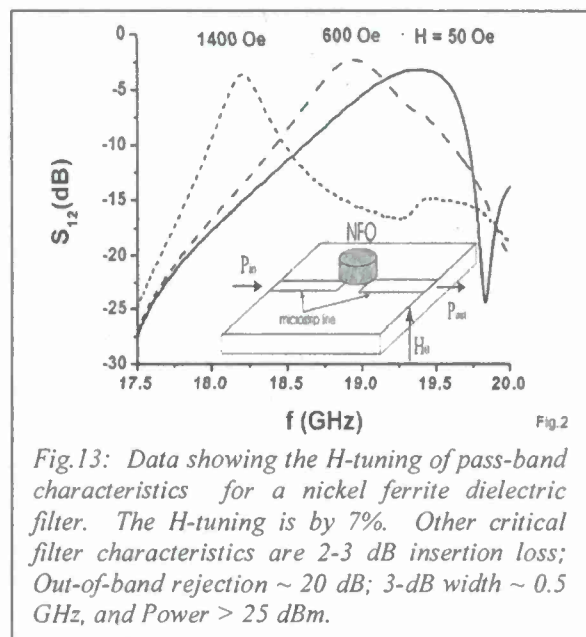 0
1400 Oe 600 Oe H = 50 Oe
-5
-10
-15
-20
-25
-30
S12(dB)
NFO
Pin
Pout
microstrip line
H0
17.5 18.0 18.5 19.0 19.5 20.0
f (GHz)
Fig.2
Fig.13: Data showing the H-tuning of pass-band
characteristics for a nickel ferrite dielectric
filter. The H-tuning is by 7%. Other critical
filter characteristics are 2-3 dB insertion loss;
Out-of-band rejection ~ 20 dB; 3-dB width ~ 0.5
GHz, and Power > 25 dBm.